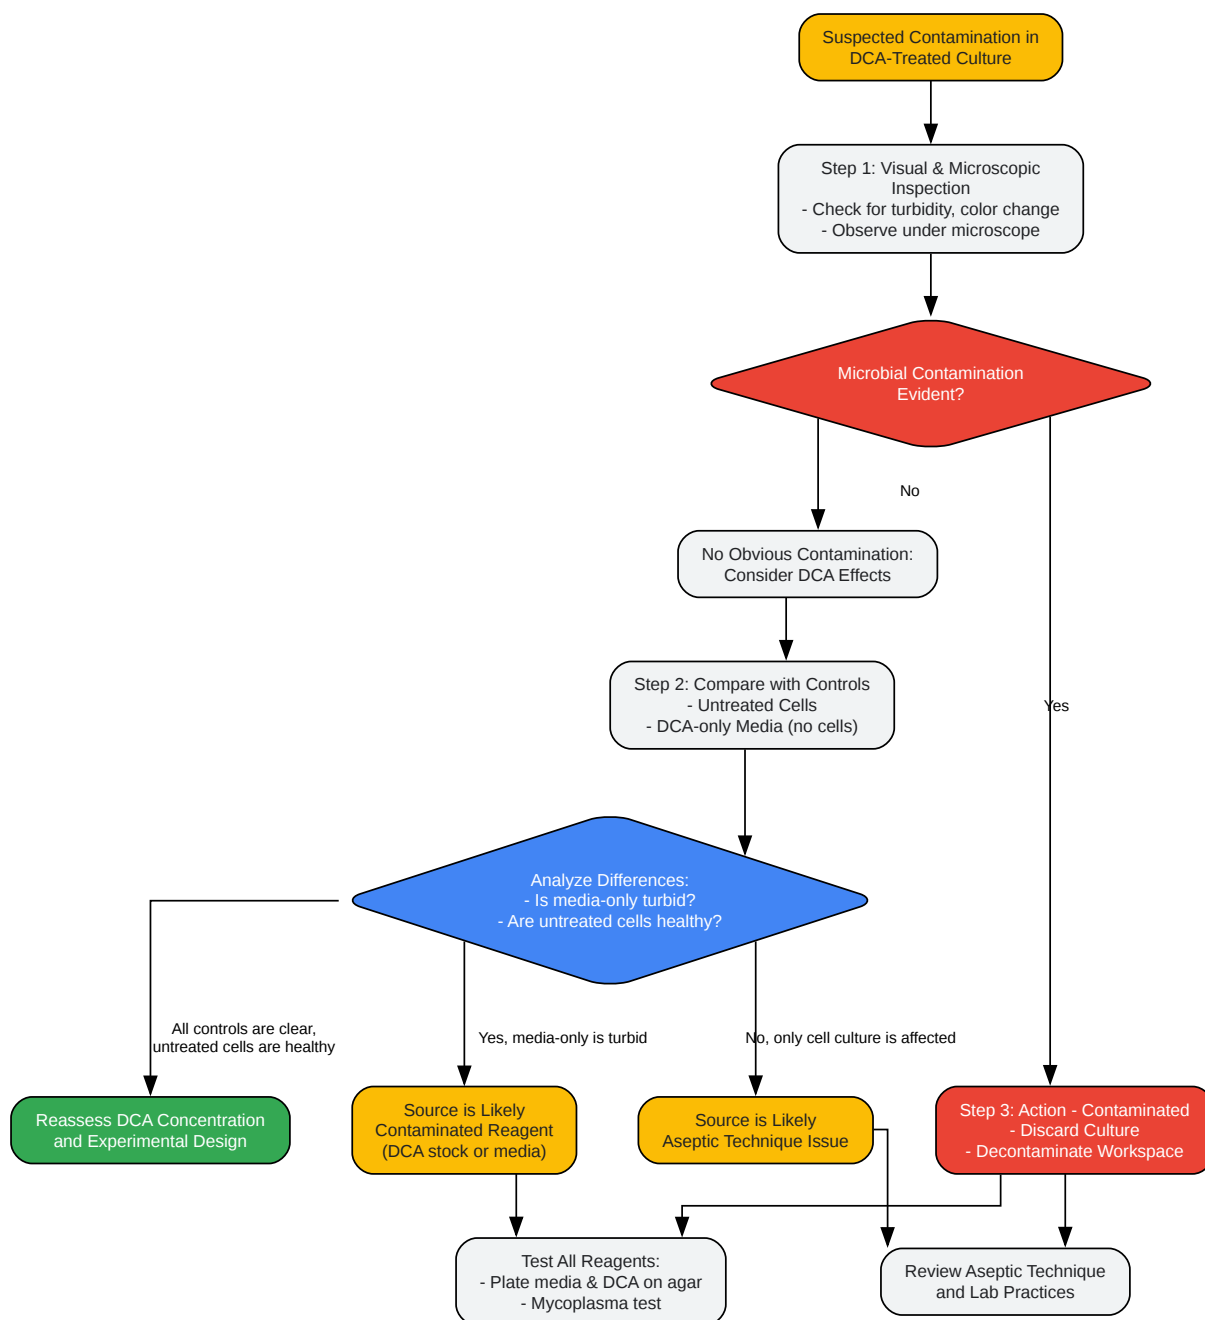 Suspected Contamination in
DCA-Treated Culture
Step 1: Visual & Microscopic
Inspection
- Check for turbidity, color change
- Observe under microscope
Microbial Contamination
Evident?
No
No Obvious Contamination:
Consider DCA Effects
Step 2: Compare with Controls
- Untreated Cells
- DCA-only Media (no cells)
Yes
Analyze Differences:
- Is media-only turbid?
- Are untreated cells healthy?
All controls are clear,
untreated cells are healthy
Yes, media-only is turbid
No, only cell culture is affected
Reassess DCA Concentration
and Experimental Design
Source is Likely
Contaminated Reagent
(DCA stock or media)
Source is Likely
Aseptic Technique Issue
Step 3: Action - Contaminated
- Discard Culture
- Decontaminate Workspace
Test All Reagents:
- Plate media & DCA on agar
- Mycoplasma test
Review Aseptic Technique
and Lab Practices